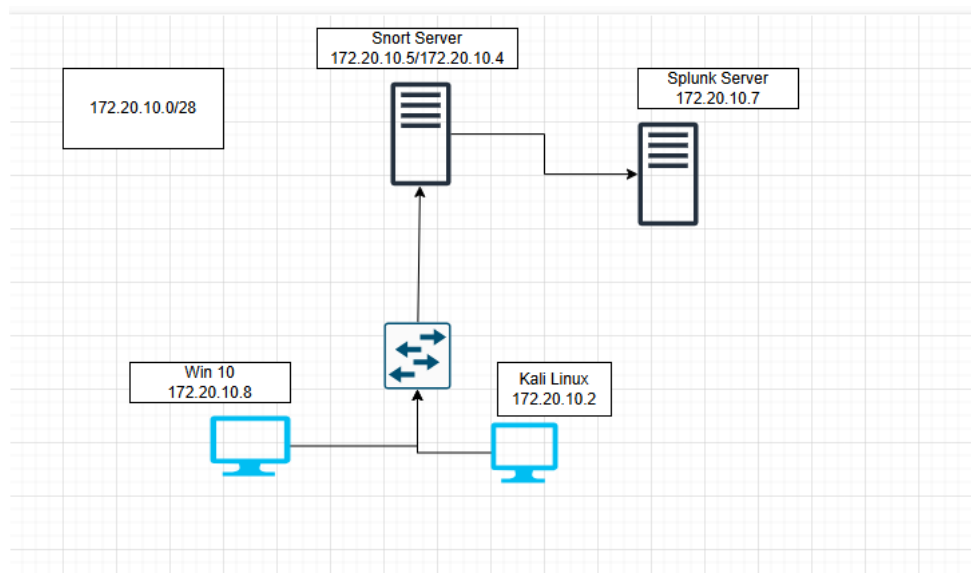 Snort Server
172.20.10.5/172.20.10.4
Splunk Server
172.20.10.7
172.20.10.0/28
Win 10
172.20.10.8
Kali Linux
172.20.10.2